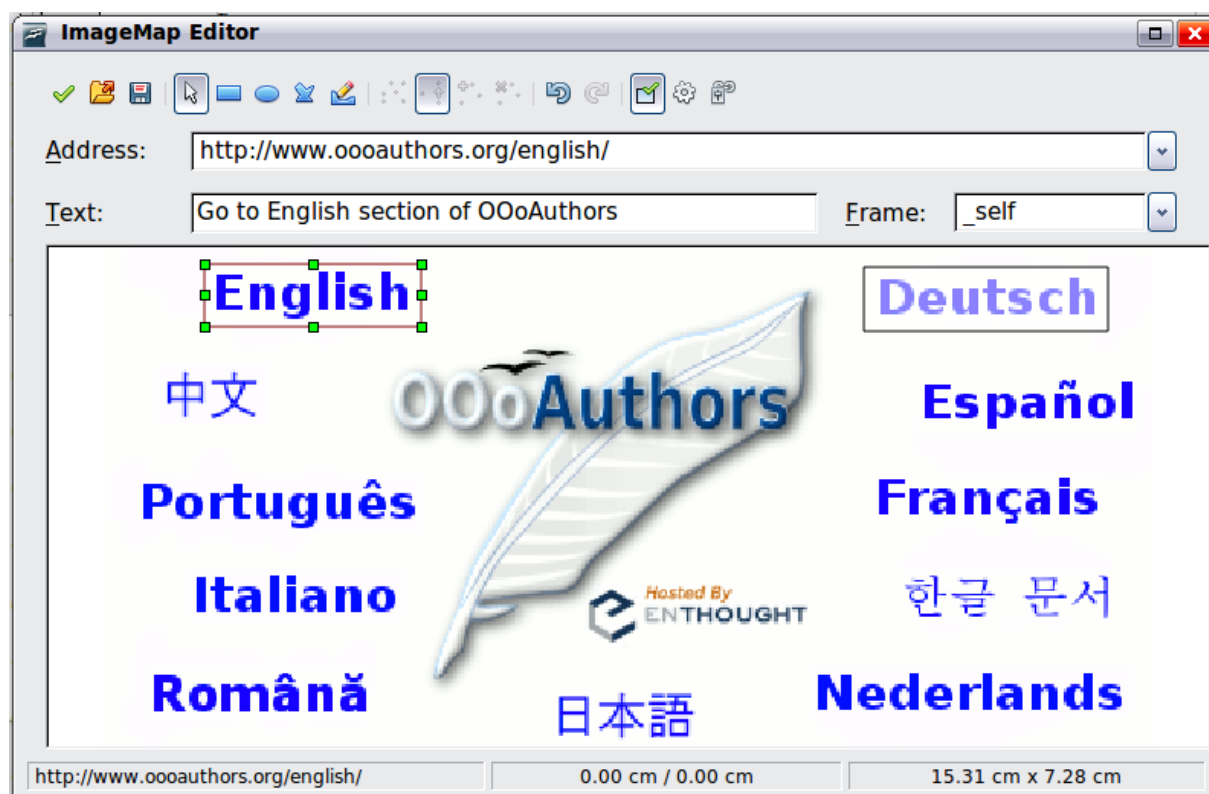 ImageMap Editor
Address: http://www.oooauthors.org/english/
Text: Go to English section of OOoAuthors Frame: _self
English Deutsch
中文 OOoAuthors Español
Português Français
Italiano Hosted By ENTHOUGHT 한글 문서
Română 日本語 Nederlands
http://www.oooauthors.org/english/ 0.00 cm / 0.00 cm 15.31 cm x 7.28 cm